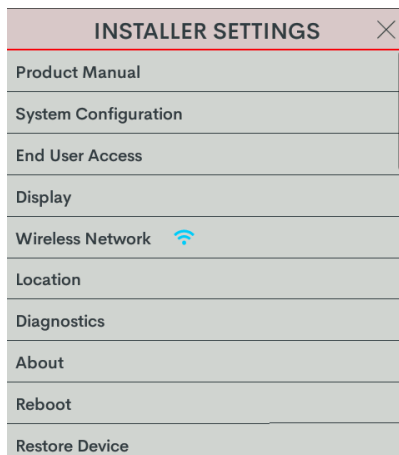 INSTALLER SETTINGS
Product Manual
System Configuration
End User Access
Display
Wireless Network
Location
Diagnostics
About
Reboot
Restore Device